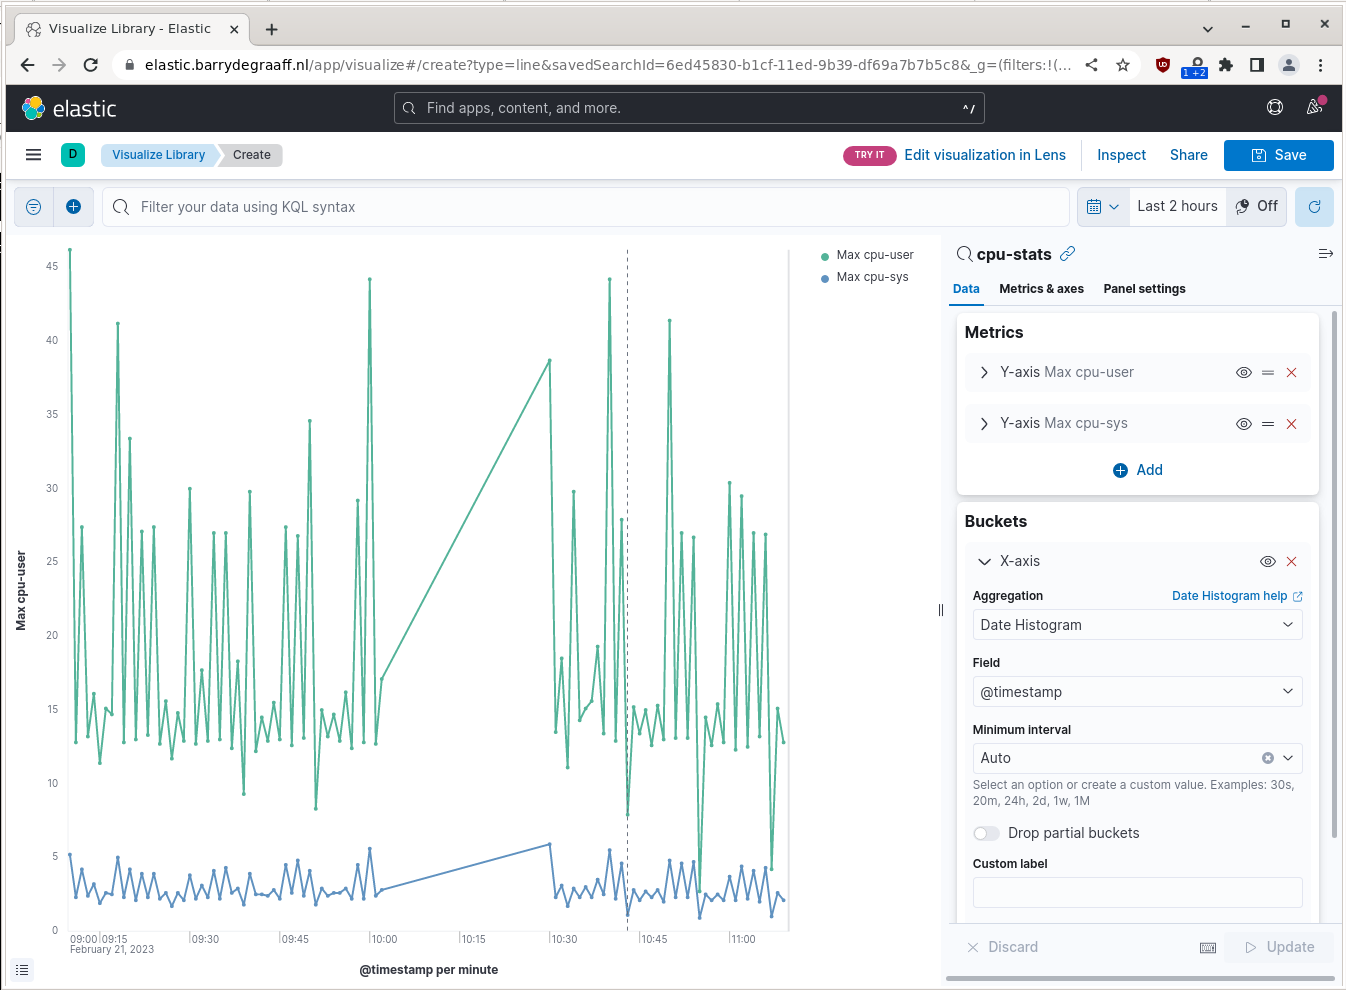 Visualize Library - Elastic
elastic.barrydegraaff.nl/app/visualize#/create?type=line&savedSearchId=6ed45830-b1cf-11ed-9b39-df69a7b7b5c8&_g=(filters:!(...
1 +2
elastic
Find apps, content, and more.
^/
D
Visualize Library
Create
TRY IT
Edit visualization in Lens
Inspect
Share
Save
Filter your data using KQL syntax
Last 2 hours
Off
Max cpu-user
Max cpu-sys
45
40
35
30
25
20
15
10
5
0
Max cpu-user
09:00
09:15
09:30
09:45
10:00
10:15
10:30
10:45
11:00
February 21, 2023
@timestamp per minute
cpu-stats
Data
Metrics & axes
Panel settings
Metrics
Y-axis Max cpu-user
Y-axis Max cpu-sys
Add
Buckets
X-axis
Aggregation
Date Histogram help
Date Histogram
Field
@timestamp
Minimum interval
Auto
Select an option or create a custom value. Examples: 30s,
20m, 24h, 2d, 1w, 1M
Drop partial buckets
Custom label
Discard
Update